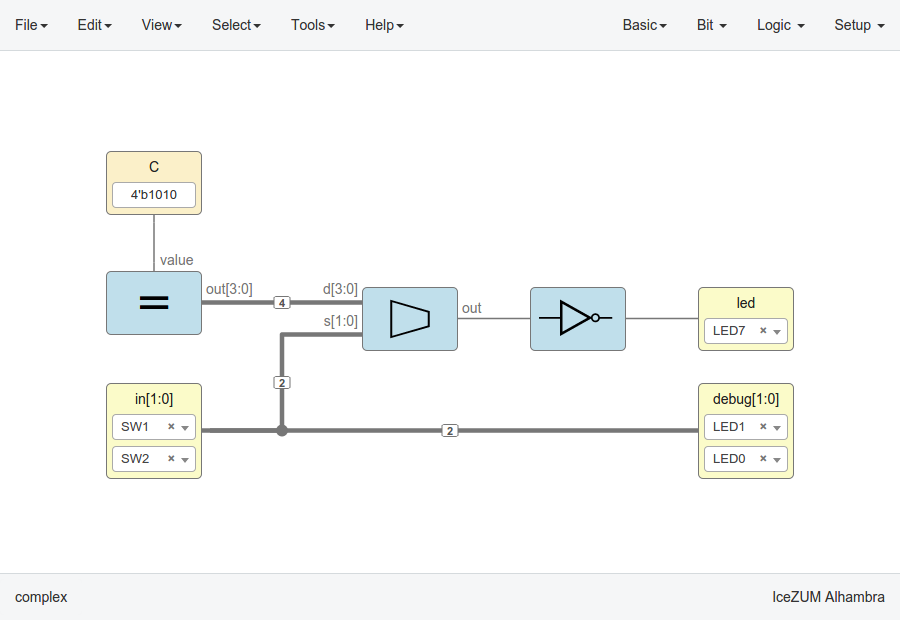 File Edit View Select Tools Help Basic Bit Logic Setup
C
4'b1010
value
out[3:0] 4 d[3:0]
s[1:0]
out
led
LED7 ×
2
in[1:0]
SW1 ×
SW2 ×
2
debug[1:0]
LED1 ×
LED0 ×
complex IceZUM Alhambra